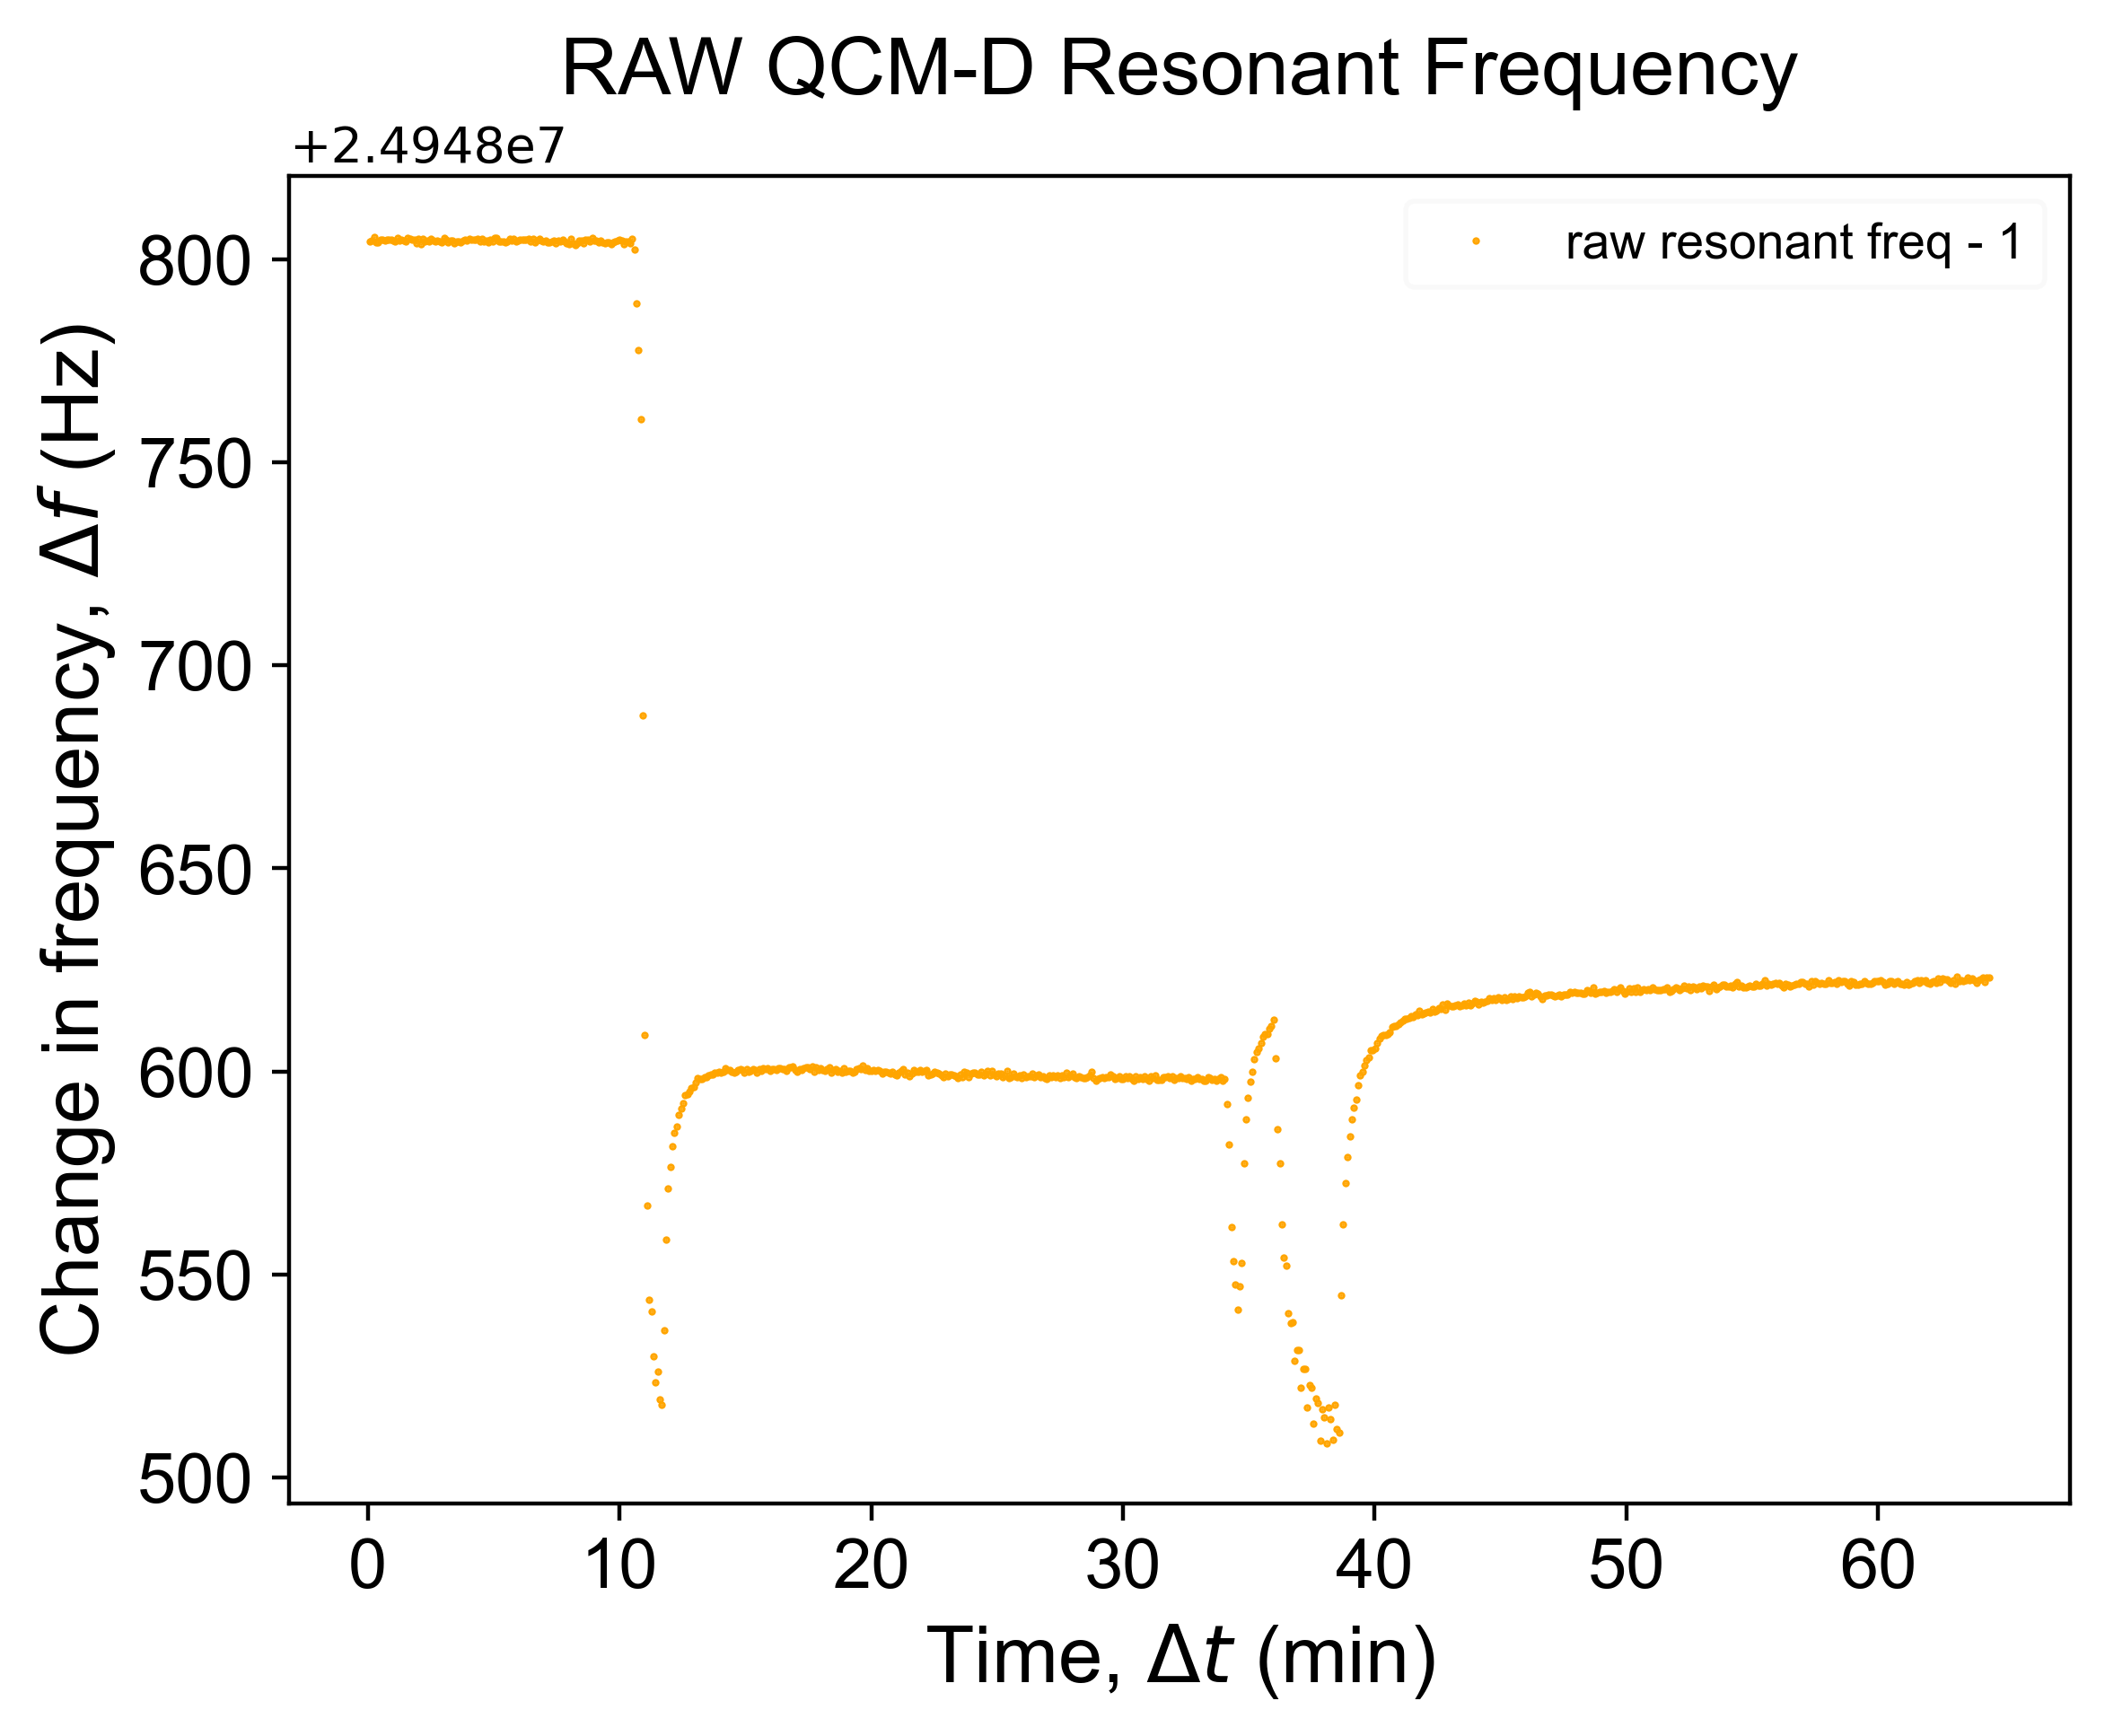 RAW QCM-D Resonant Frequency
+2.4948e7
raw resonant freq - 1
Change in frequency, Δf (Hz)
800
750
700
650
600
550
500
0 10 20 30 40 50 60
Time, Δt (min)